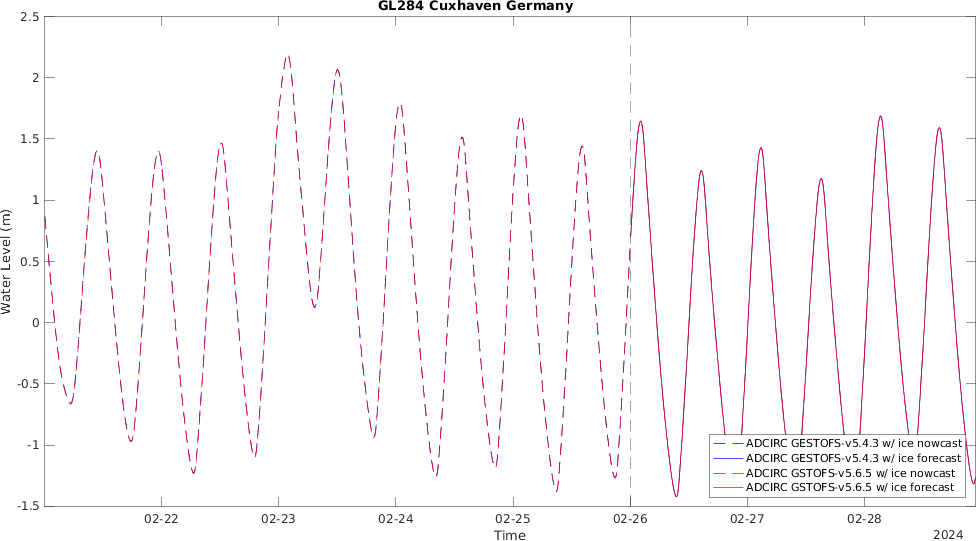 GL284 Cuxhaven Germany
2.5
2
1.5
1
0.5
0
-0.5
-1
-1.5
Water Level (m)
ADCIRC GESTOFS-v5.4.3 w/ ice nowcast
ADCIRC GESTOFS-v5.4.3 w/ ice forecast
ADCIRC GSTOFS-v5.6.5 w/ ice nowcast
ADCIRC GSTOFS-v5.6.5 w/ ice forecast
02-22 02-23 02-24 02-25 02-26 02-27 02-28
Time
2024